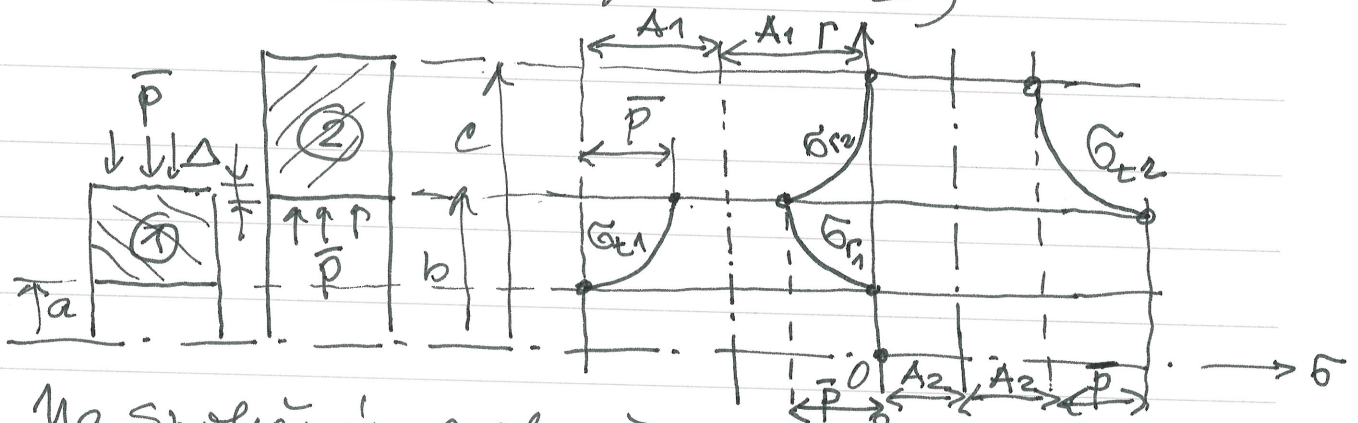 A1 A1 r
p̄ Δ ① p̄ ② a b c
p̄ σt1 σr2 σr1 σt2
0 A2 A2 p̄ σ
p̄